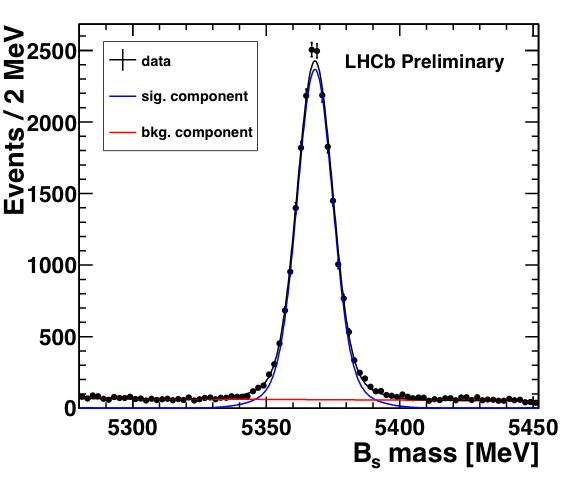 Events / 2 MeV
2500
2000
1500
1000
500
0
data
sig. component
bkg. component
LHCb Preliminary
5300
5350
5400
5450
Bs mass [MeV]